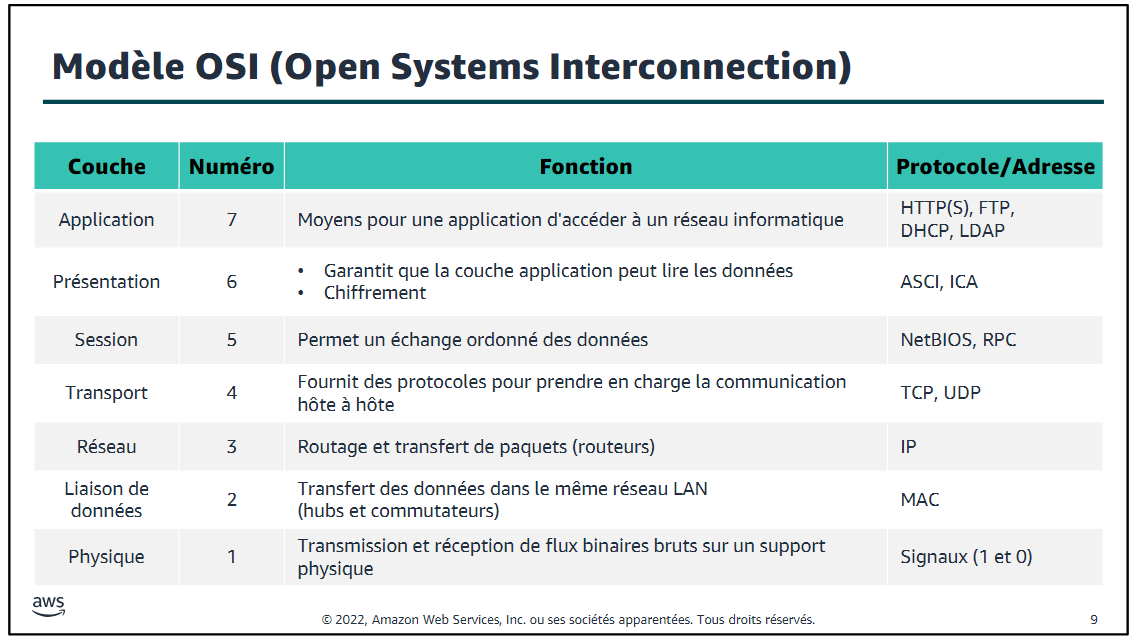 Modèle OSI (Open Systems Interconnection)
Couche Numéro Fonction Protocole/Adresse
Application 7 Moyens pour une application d'accéder à un réseau informatique HTTP(S), FTP,
DHCP, LDAP
Présentation 6 • Garantit que la couche application peut lire les données
• Chiffrement
ASCI, ICA
Session 5 Permet un échange ordonné des données NetBIOS, RPC
Transport 4 Fournit des protocoles pour prendre en charge la communication
hôte à hôte
TCP, UDP
Réseau 3 Routage et transfert de paquets (routeurs) IP
Liaison de
données
2 Transfert des données dans le même réseau LAN
(hubs et commutateurs)
MAC
Physique 1 Transmission et réception de flux binaires bruts sur un support
physique
Signaux (1 et 0)
aws
© 2022, Amazon Web Services, Inc. ou ses sociétés apparentées. Tous droits réservés.
9